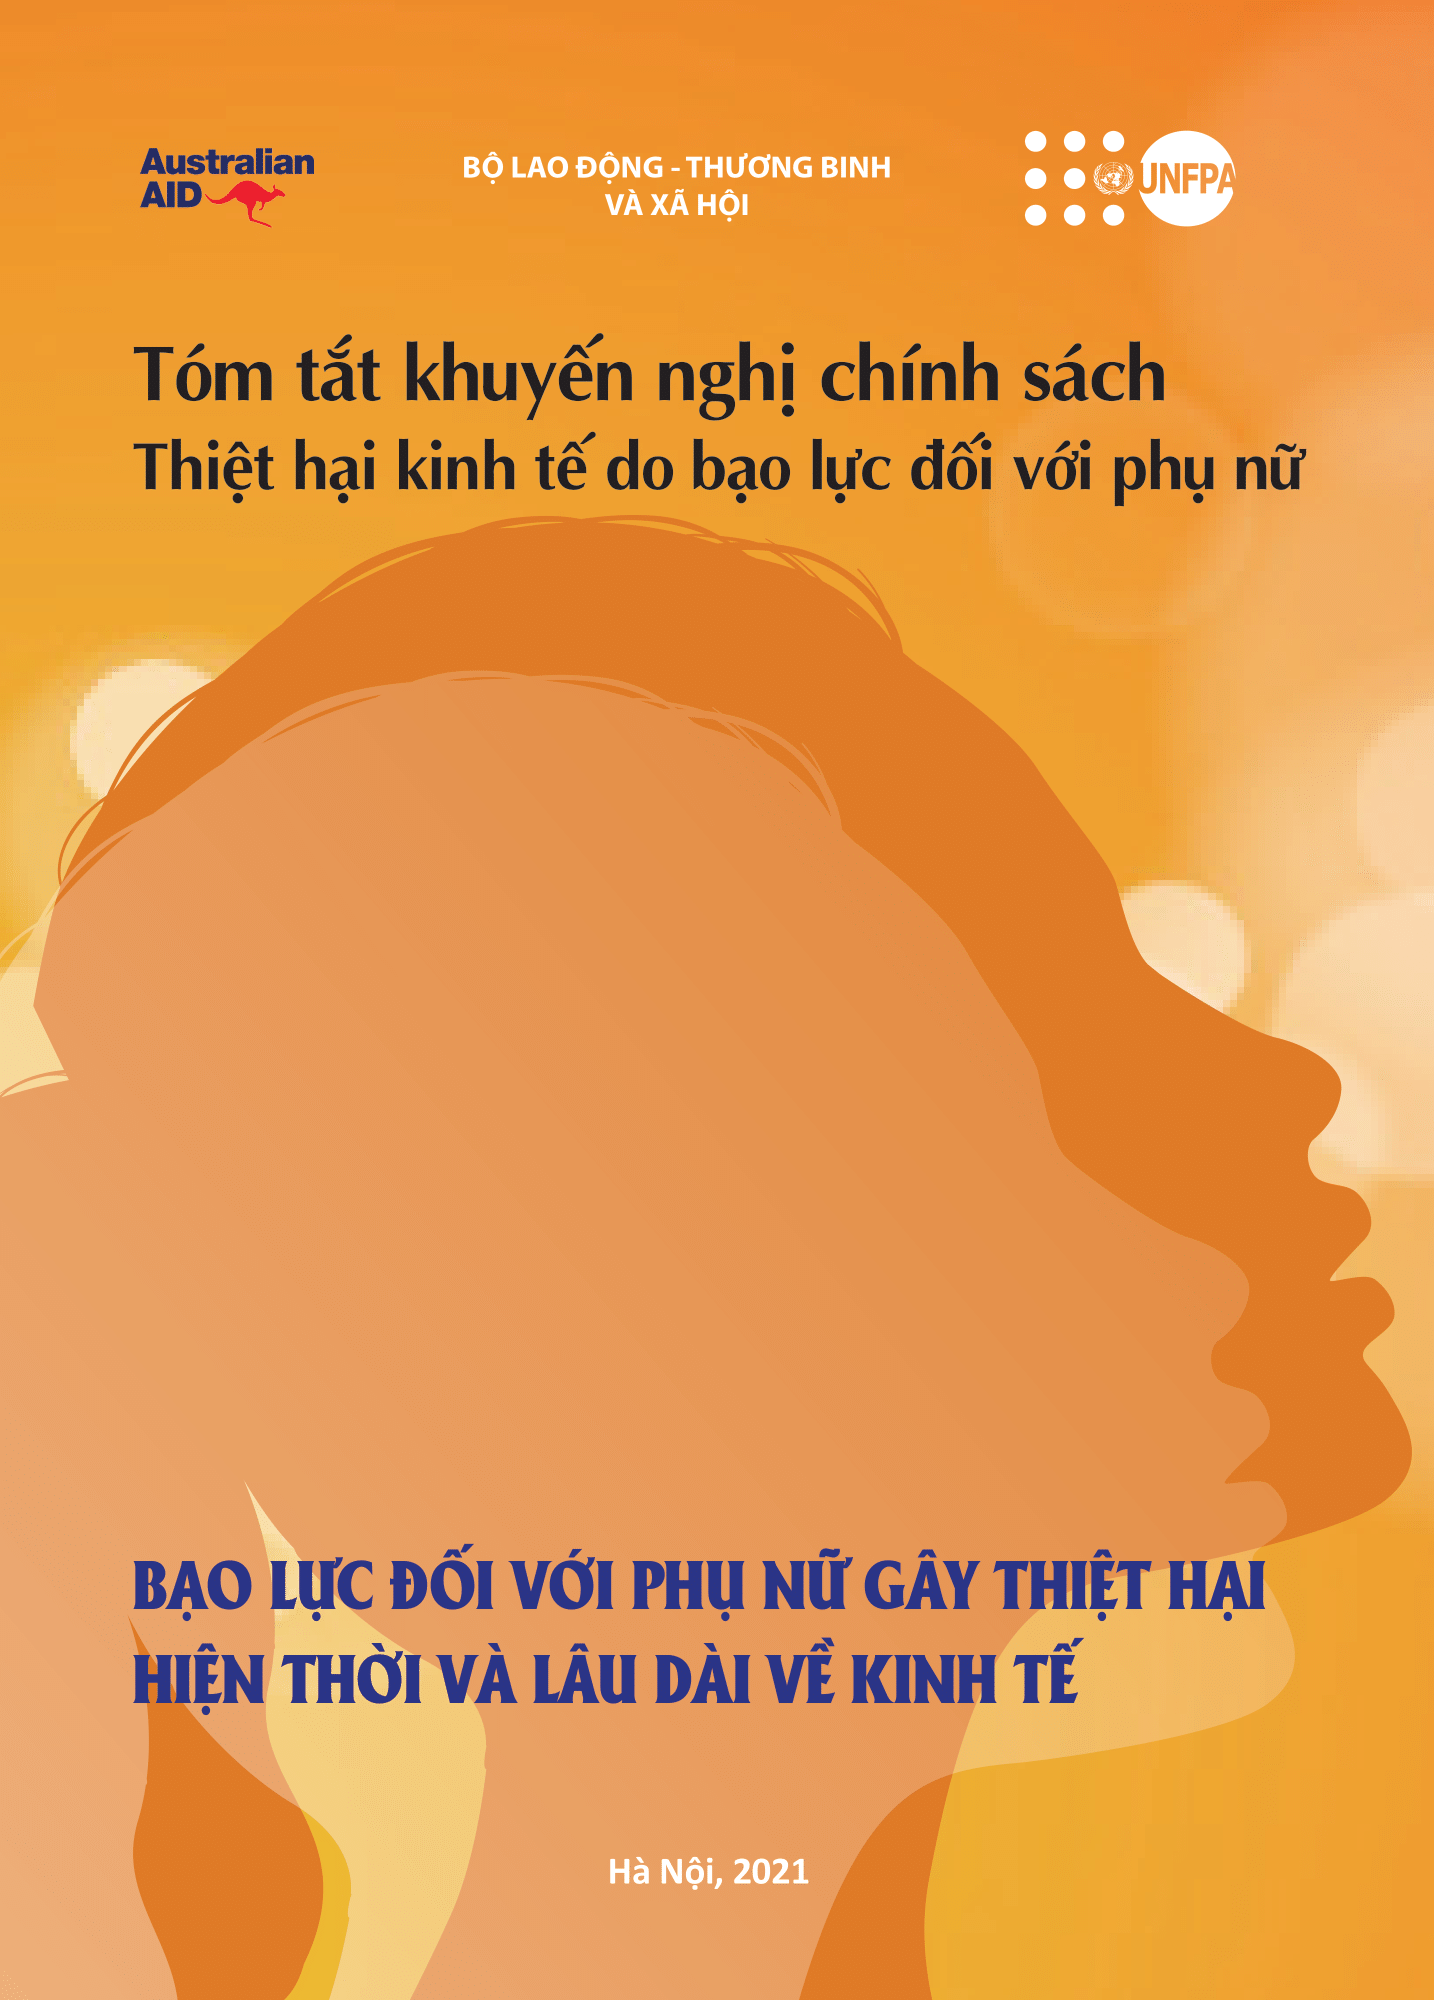 Australian
AID
BỘ LAO ĐỘNG - THƯƠNG BINH
VÀ XÃ HỘI
UNFPA
Tóm tắt khuyến nghị chính sách
Thiệt hại kinh tế do bạo lực đối với phụ nữ
BẠO LỰC ĐỐI VỚI PHỤ NỮ GÂY THIỆT HẠI
HIỆN THỜI VÀ LÂU DÀI VỀ KINH TẾ
Hà Nội, 2021